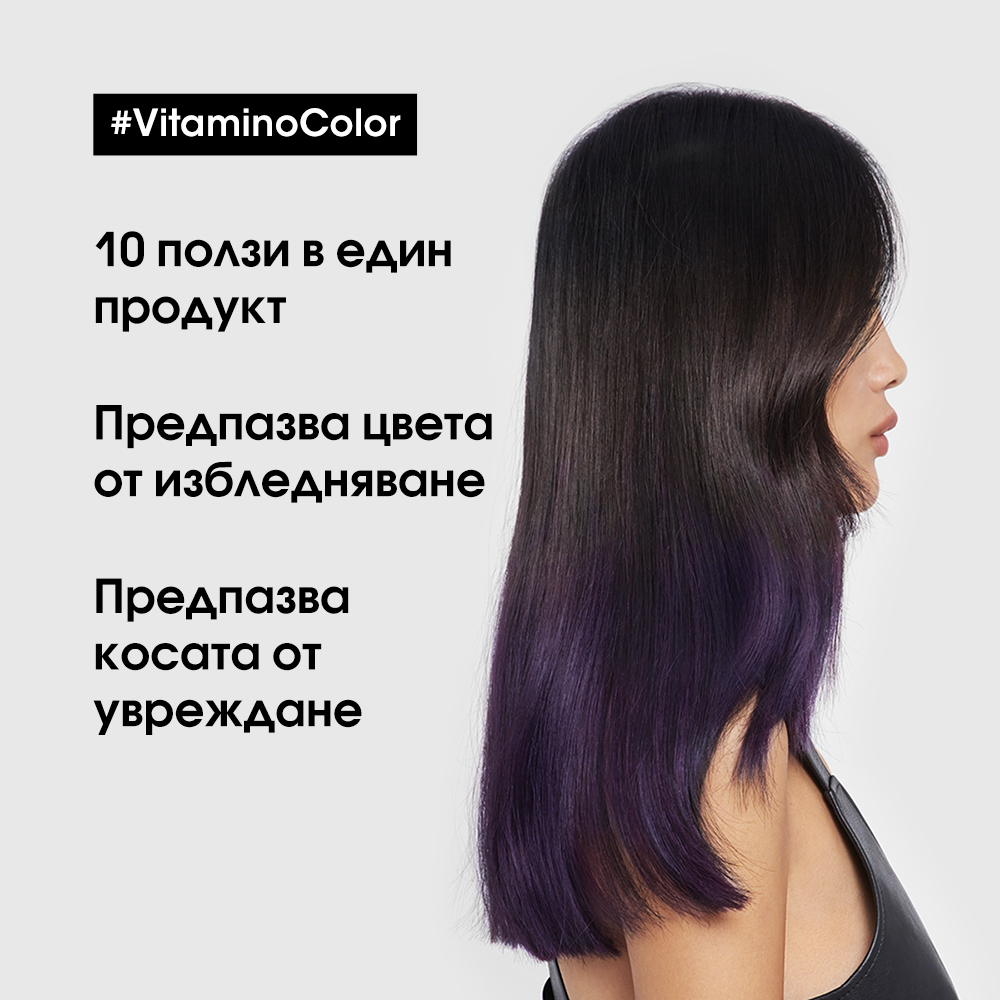 #VitaminoColor
10 ползи в един
продукт
Предпазва цвета
от избледняване
Предпазва
косата от
увреждане